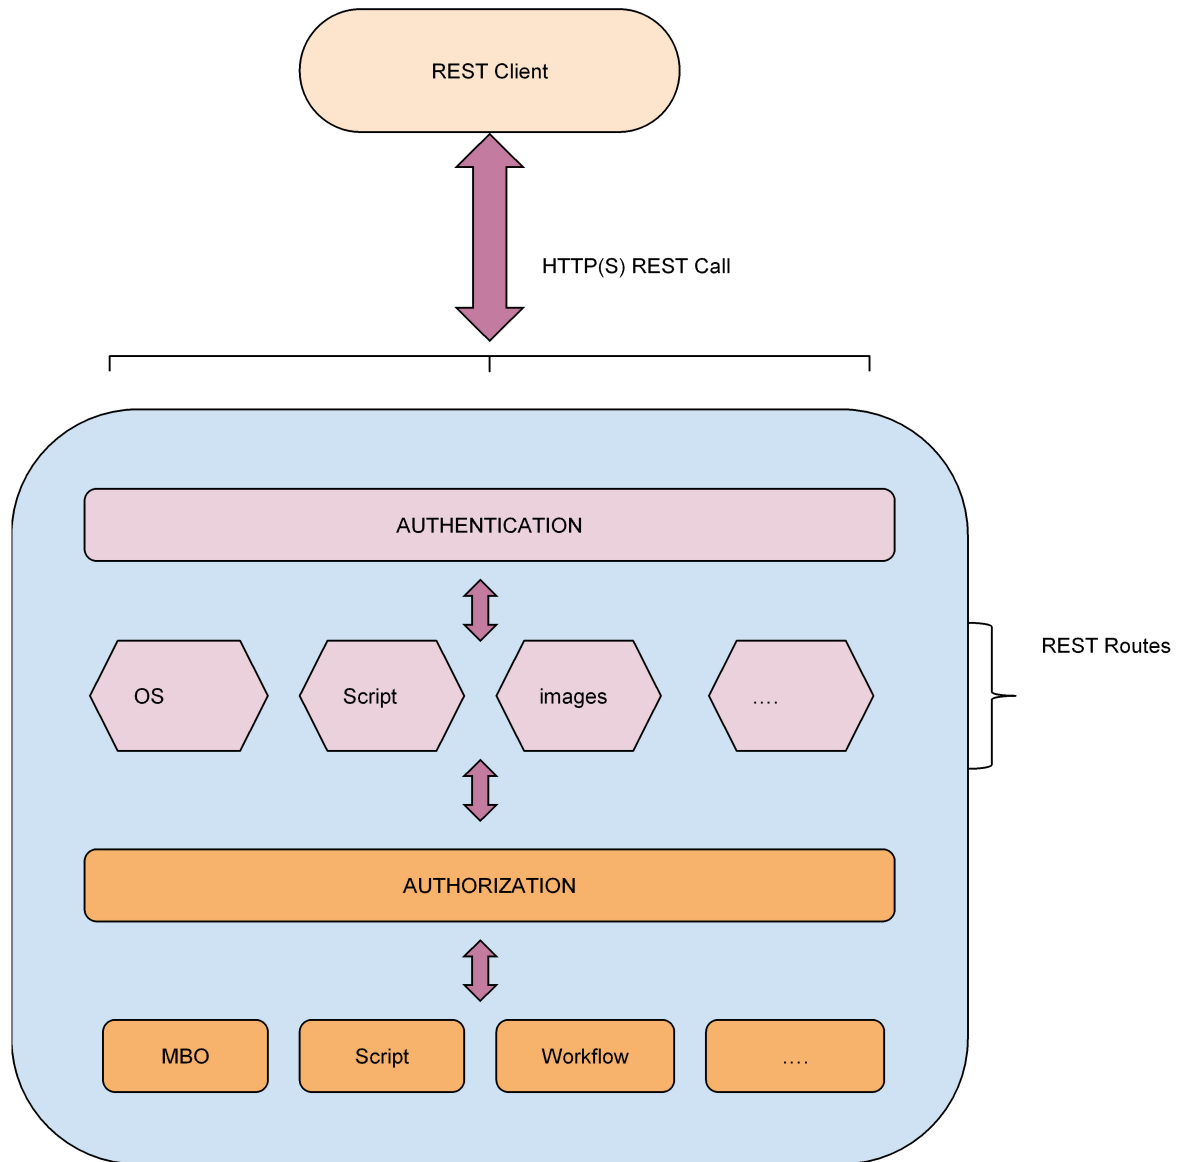 REST Client
HTTP(S) REST Call
AUTHENTICATION
OS
Script
images
....
REST Routes
AUTHORIZATION
MBO
Script
Workflow
....